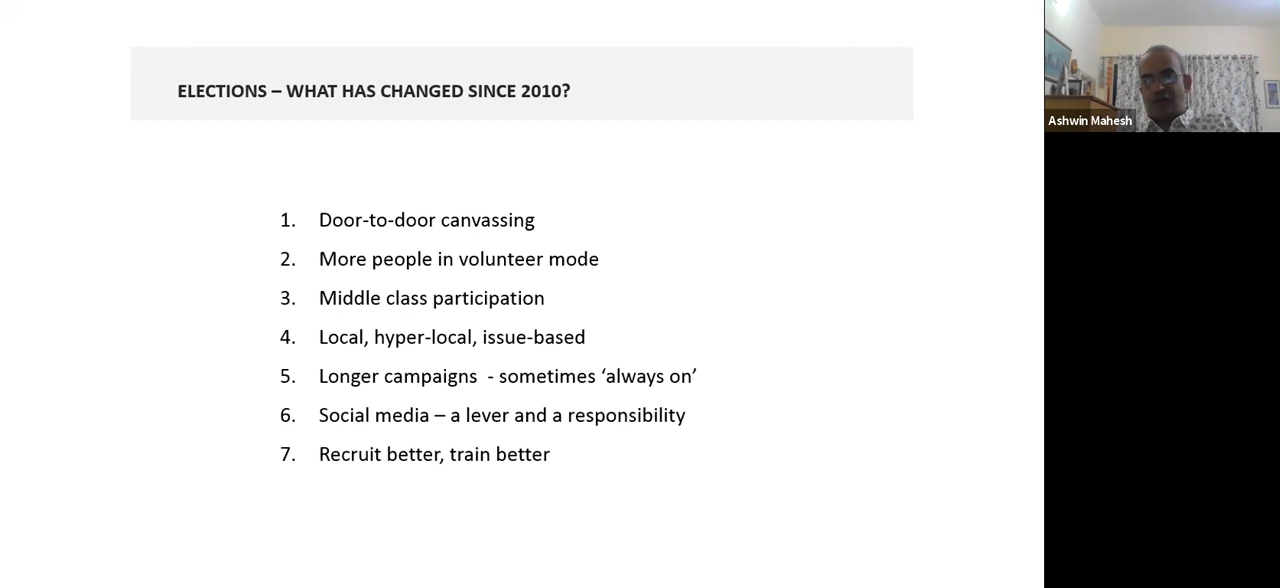 ELECTIONS – WHAT HAS CHANGED SINCE 2010?
1. Door-to-door canvassing
2. More people in volunteer mode
3. Middle class participation
4. Local, hyper-local, issue-based
5. Longer campaigns - sometimes ‘always on’
6. Social media – a lever and a responsibility
7. Recruit better, train better
Ashwin Mahesh